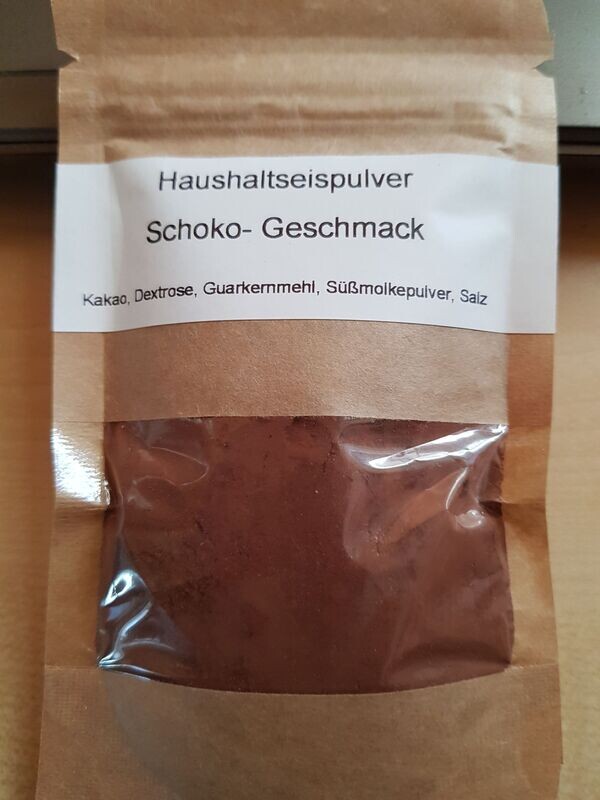 Haushaltseispulver
Schoko- Geschmack
Kakao, Dextrose, Guarkernmehl, Süßmolkepulver, Salz